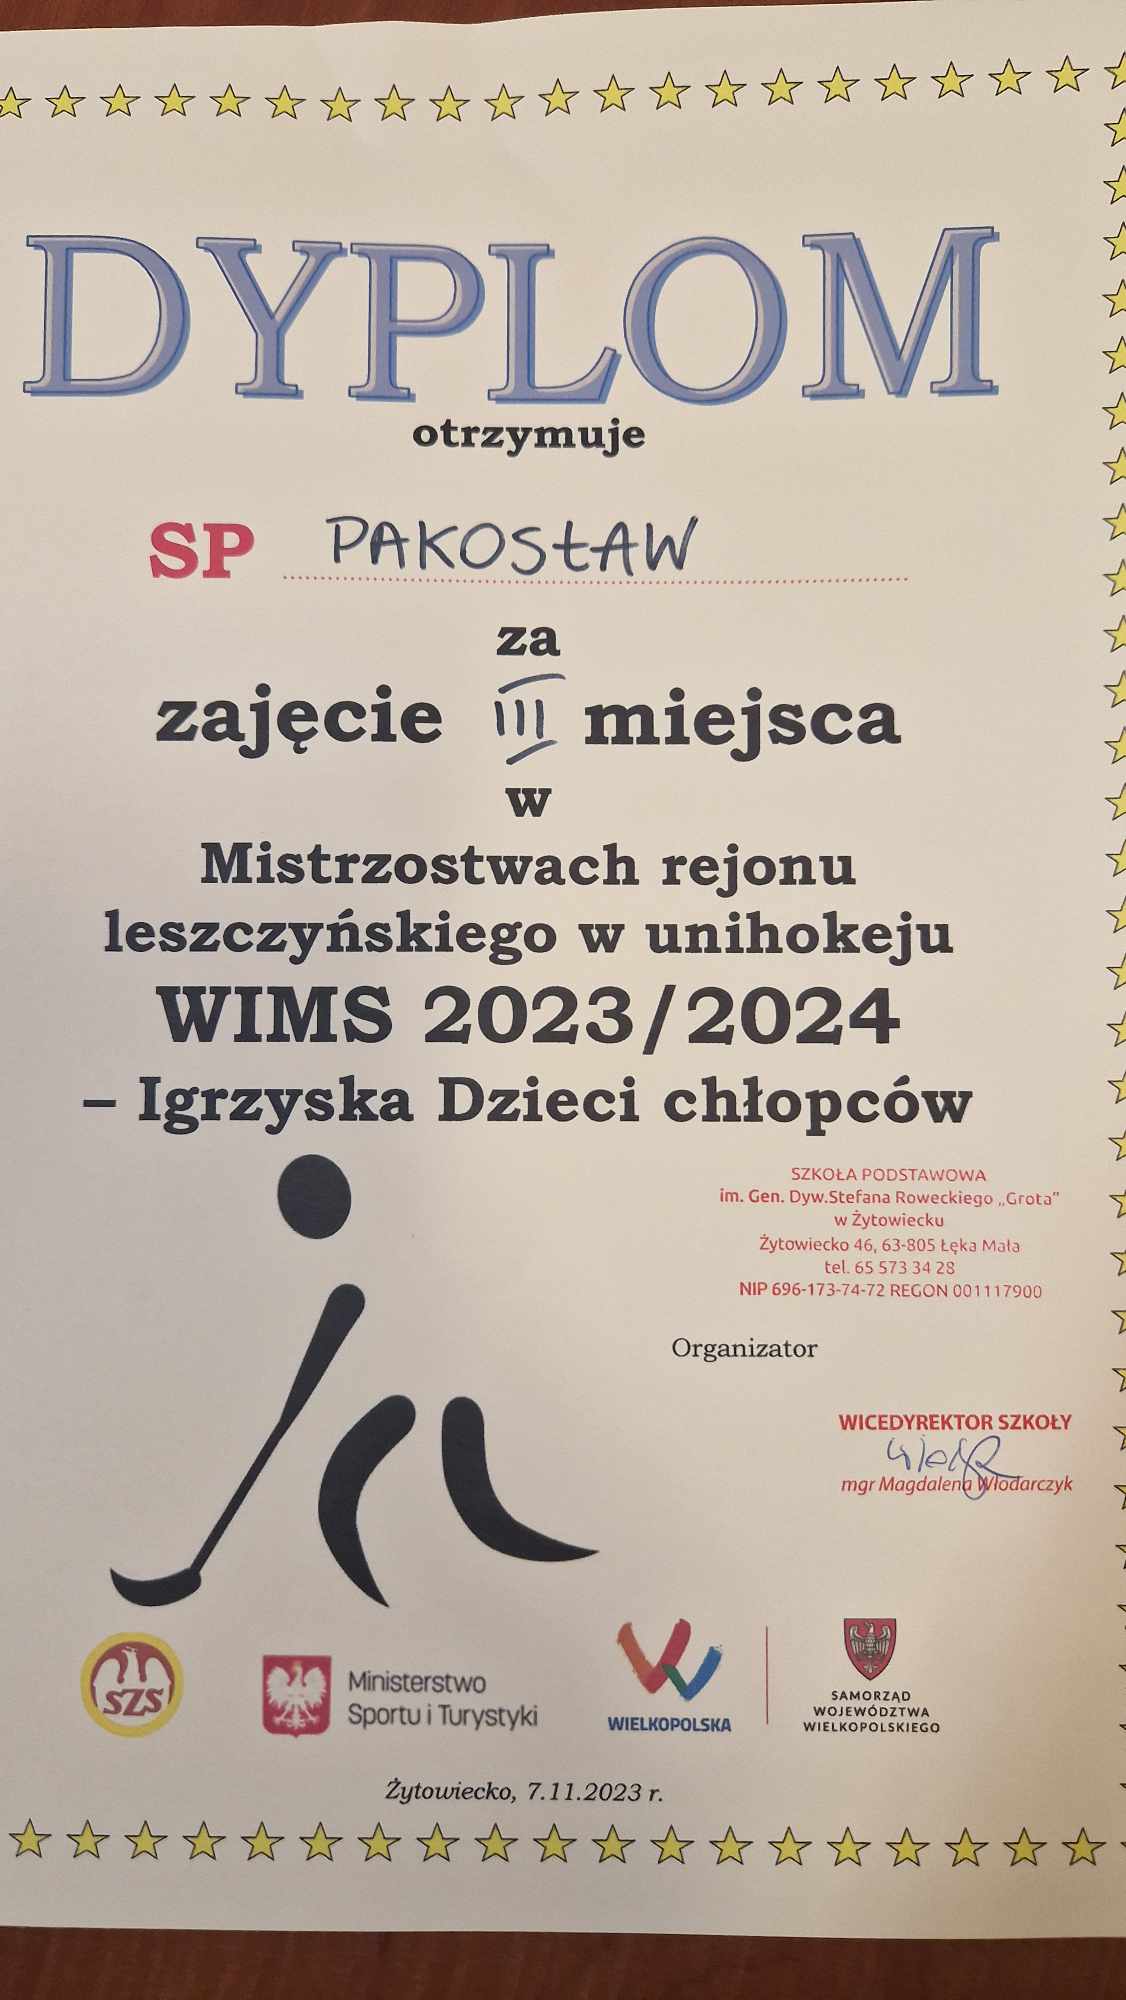 DYPLOM
otrzymuje
SP PAKOSŁAW
za
zajęcie III miejsca
w
Mistrzostwach rejonu
leszczyńskiego w unihokeju
WIMS 2023/2024
– Igrzyska Dzieci chłopców
SZKOŁA PODSTAWOWA
im. Gen. Dyw.Stefana Roweckiego „Grota”
w Żytowiecku
Żytowiecko 46, 63-805 Łęka Mała
tel. 65 573 34 28
NIP 696-173-74-72 REGON 001117900
Organizator
WICEDYREKTOR SZKOŁY
mgr Magdalena Włodarczyk
SZS
Ministerstwo
Sportu i Turystyki
WIELKOPOLSKA
SAMORZĄD
WOJEWÓDZTWA
WIELKOPOLSKIEGO
Żytowiecko, 7.11.2023 r.